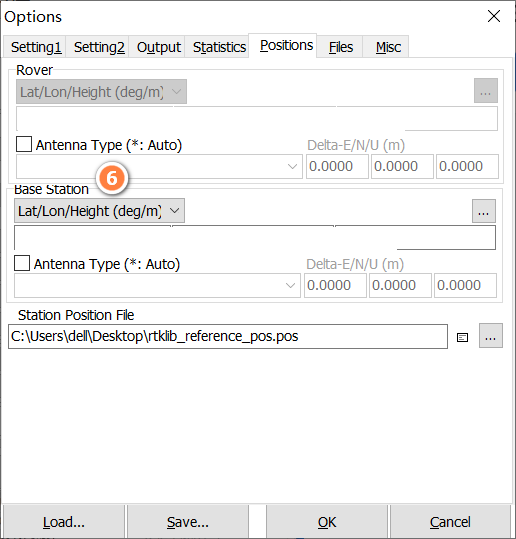 Options
Setting1 Setting2 Output Statistics Positions Files Misc
Rover
Lat/Lon/Height (deg/m) ...
Antenna Type (*: Auto) Delta-E/N/U (m)
0.0000 0.0000 0.0000
6
Base Station
Lat/Lon/Height (deg/m) ...
Antenna Type (*: Auto) Delta-E/N/U (m)
0.0000 0.0000 0.0000
Station Position File
C:\Users\dell\Desktop\rtklib_reference_pos.pos ...
Load... Save... OK Cancel